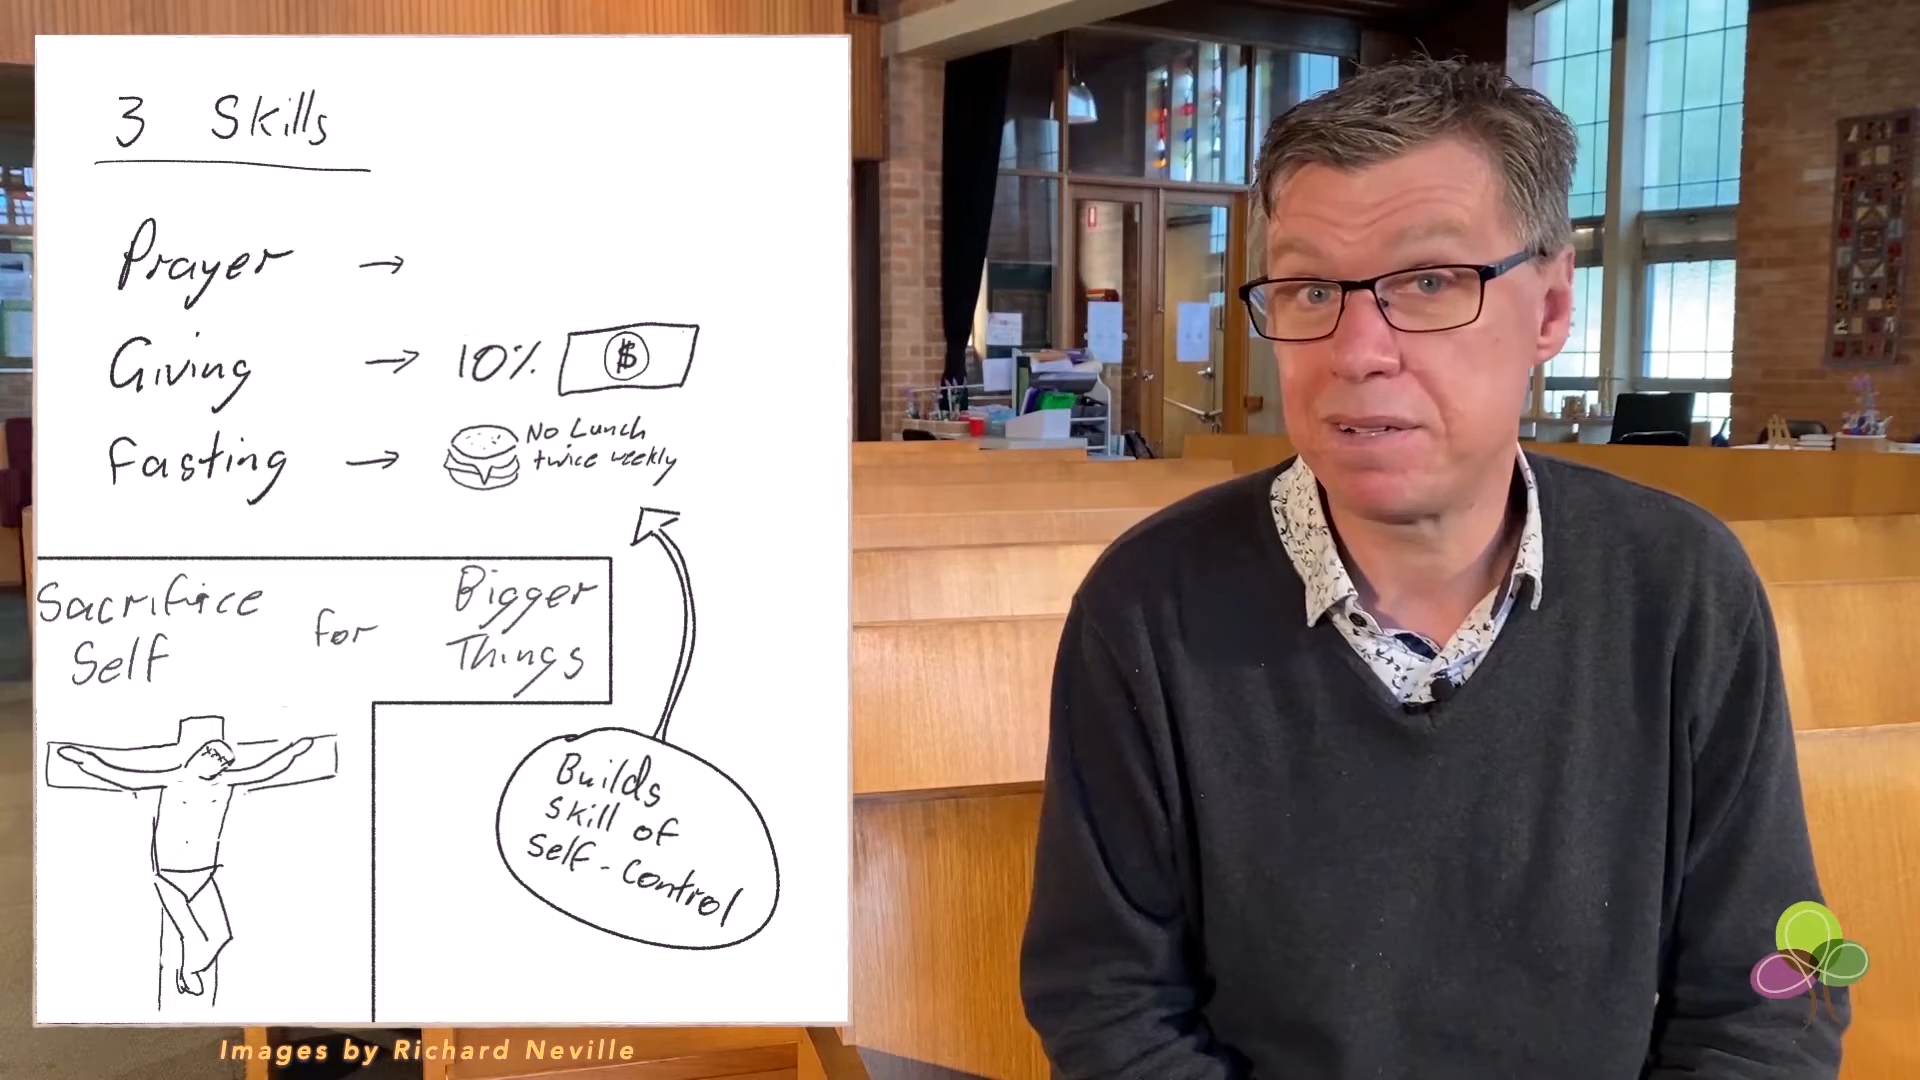 3 Skills
Prayer →
Giving → 10% $
Fasting → No Lunch
twice weekly
Sacrifice Self for Bigger Things
Builds
skill of
self-control
Images by Richard Neville